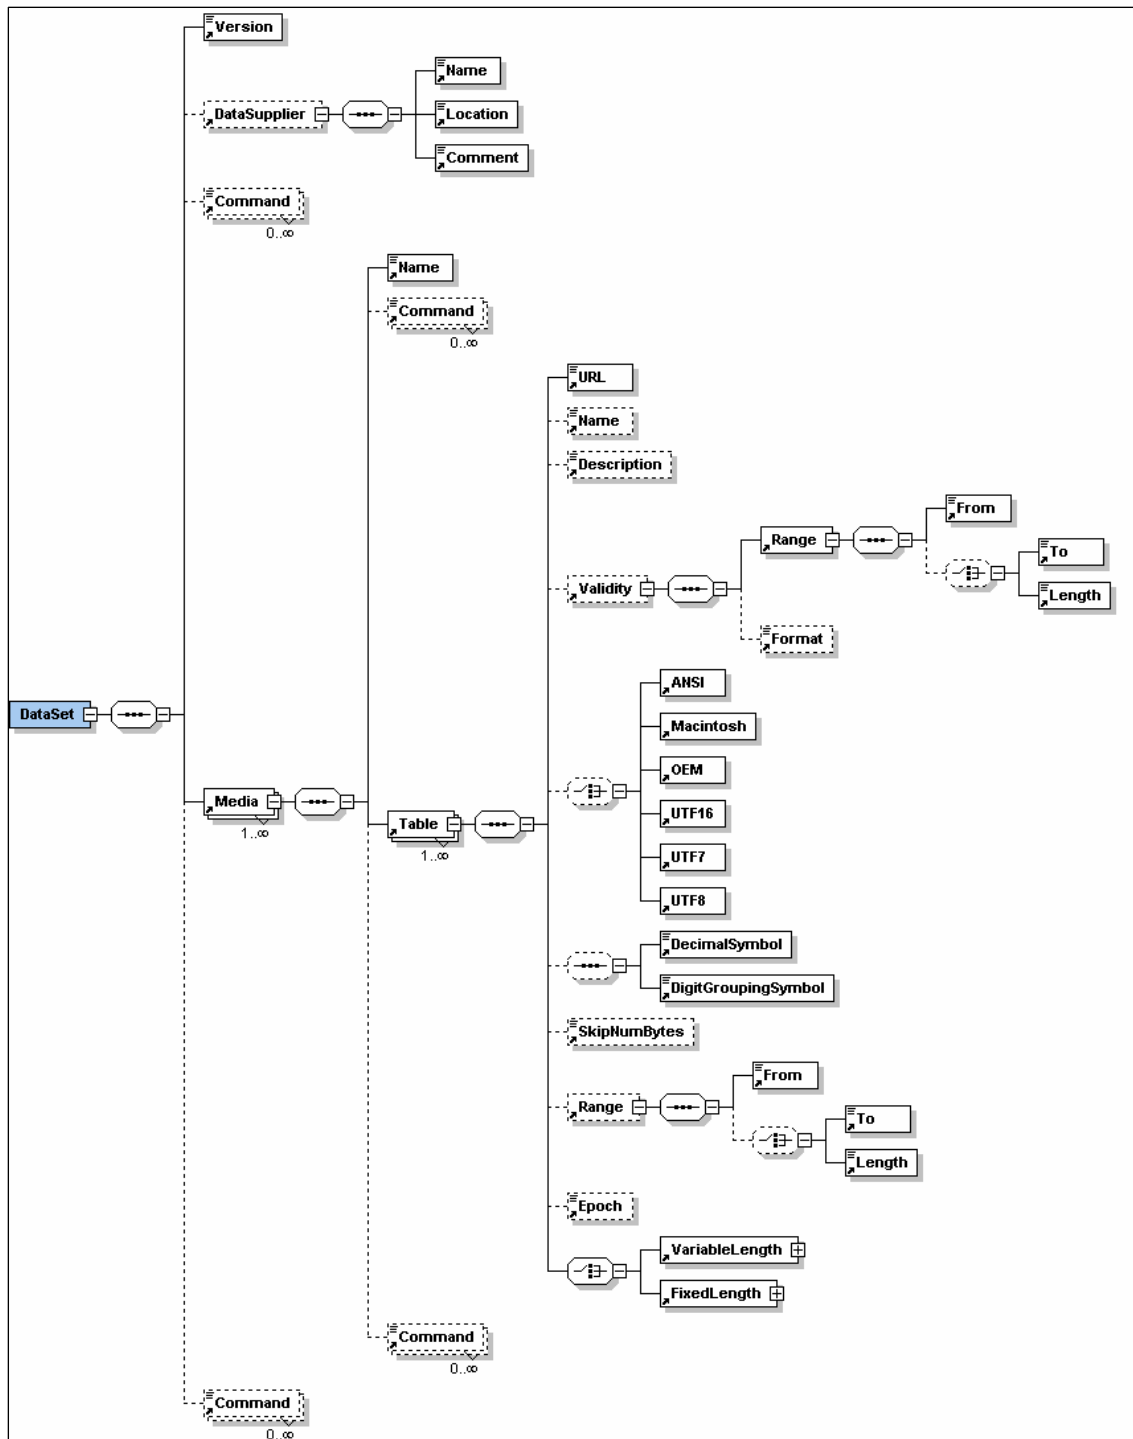 Version
Name
DataSupplier
Location
Comment
Command
0..∞
Name
Command
0..∞
URL
Name
Description
From
Range
To
Validity
Length
Format
ANSI
DataSet
Macintosh
OEM
Media
1..∞
UTF16
Table
1..∞
UTF7
UTF8
DecimalSymbol
DigitGroupingSymbol
SkipNumBytes
From
Range
To
Length
Epoch
VariableLength
FixedLength
Command
0..∞
Command
0..∞